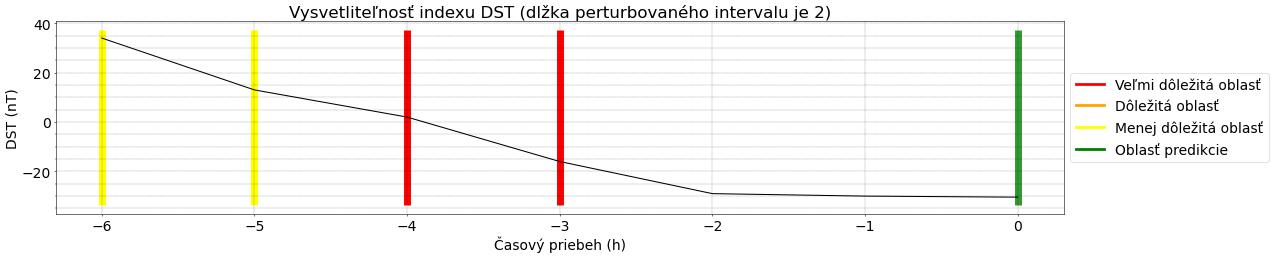 Vysvetliteľnosť indexu DST (dĺžka perturbovaného intervalu je 2)
40
20
0
−20
DST (nT)
−6 −5 −4 −3 −2 −1 0
Časový priebeh (h)
Veľmi dôležitá oblasť
Dôležitá oblasť
Menej dôležitá oblasť
Oblasť predikcie